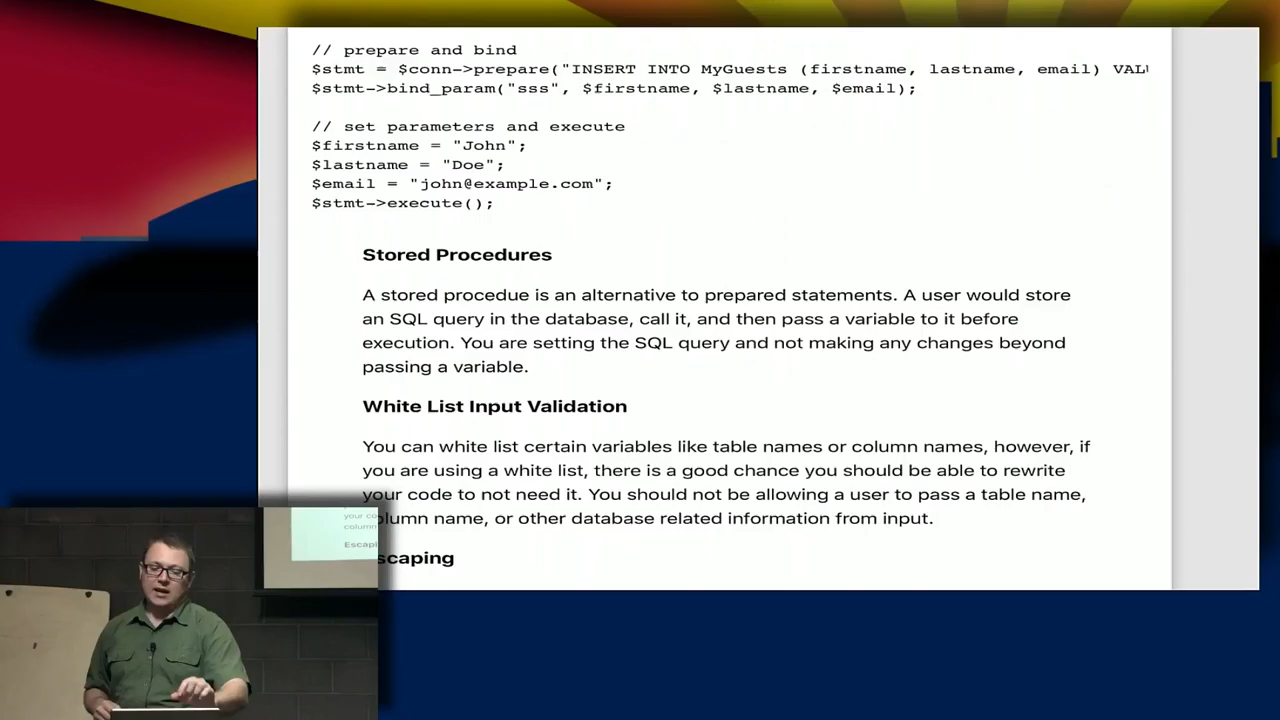 // prepare and bind
$stmt = $conn->prepare("INSERT INTO MyGuests (firstname, lastname, email) VALU
$stmt->bind_param("sss", $firstname, $lastname, $email);
// set parameters and execute
$firstname = "John";
$lastname = "Doe";
$email = "john@example.com";
$stmt->execute();
Stored Procedures
A stored procedue is an alternative to prepared statements. A user would store
an SQL query in the database, call it, and then pass a variable to it before
execution. You are setting the SQL query and not making any changes beyond
passing a variable.
White List Input Validation
You can white list certain variables like table names or column names, however, if
you are using a white list, there is a good chance you should be able to rewrite
your code to not need it. You should not be allowing a user to pass a table name,
olumn name, or other database related information from input.
scaping
your co
column
Escapi